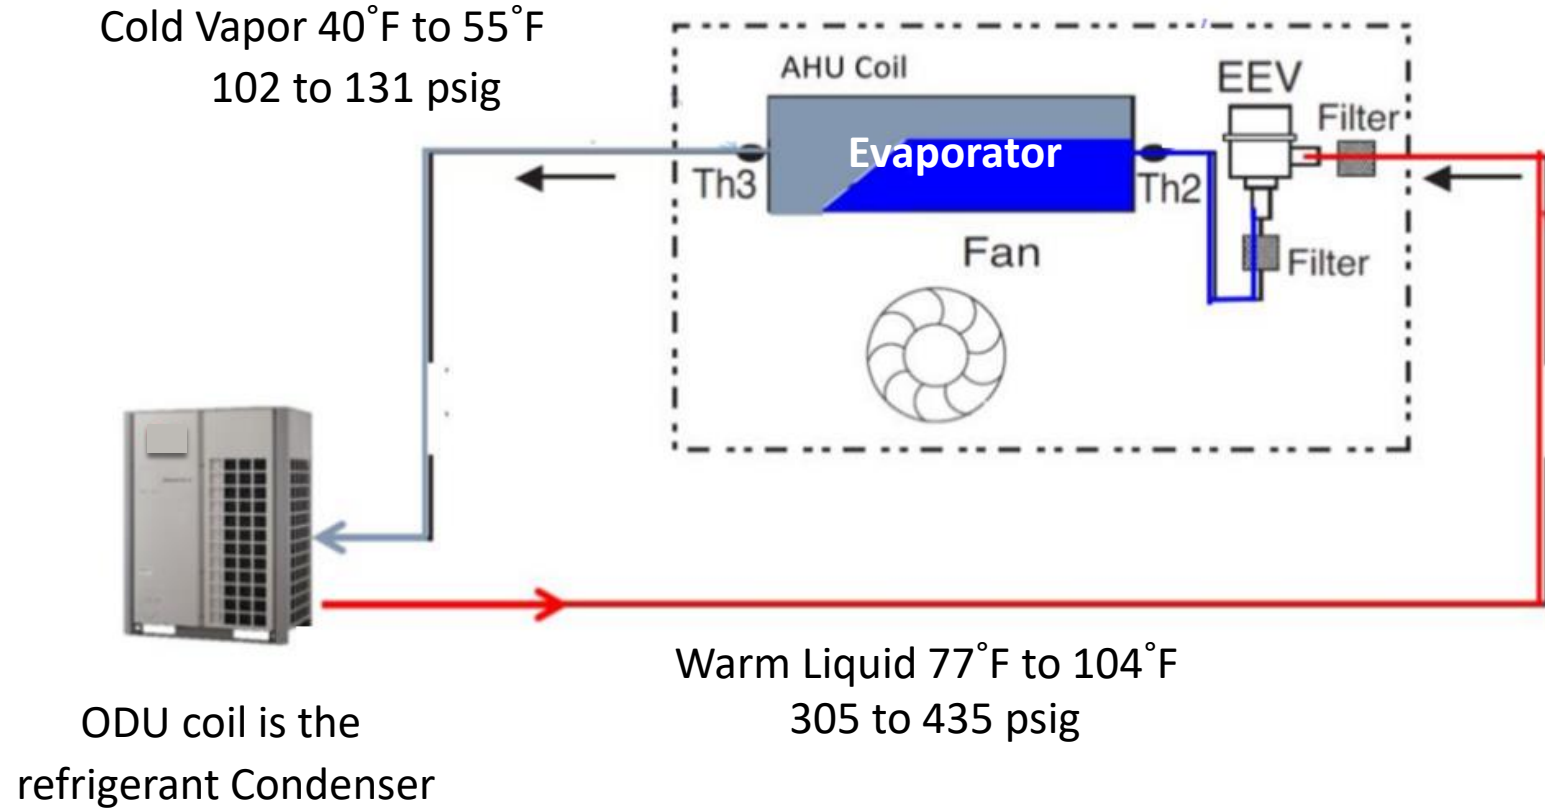 Cold Vapor 40˚F to 55˚F
102 to 131 psig
AHU Coil
EEV
Filter
Evaporator
Th3
Th2
Fan
Filter
Warm Liquid 77˚F to 104˚F
305 to 435 psig
ODU coil is the
refrigerant Condenser